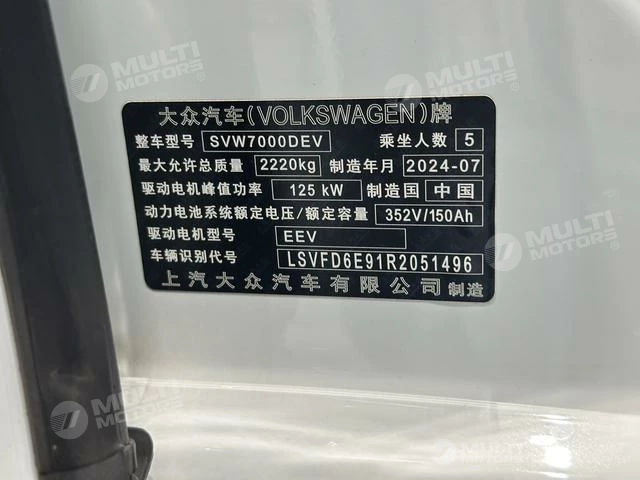 大众汽车(VOLKSWAGEN)牌
整车型号 SVW7000DEV 乘坐人数 5
最大允许总质量 2220kg 制造年月 2024-07
驱动电机峰值功率 125 kW 制造国 中国
动力电池系统额定电压/额定容量 352V/150Ah
驱动电机型号 EEV
车辆识别代号 LSVFD6E91R2051496
上汽大众汽车有限公司 制造
MULTI MOTORS
MULTI MOTORS
MULTI MOTORS
MULTI MOTORS
MULTI MOTORS